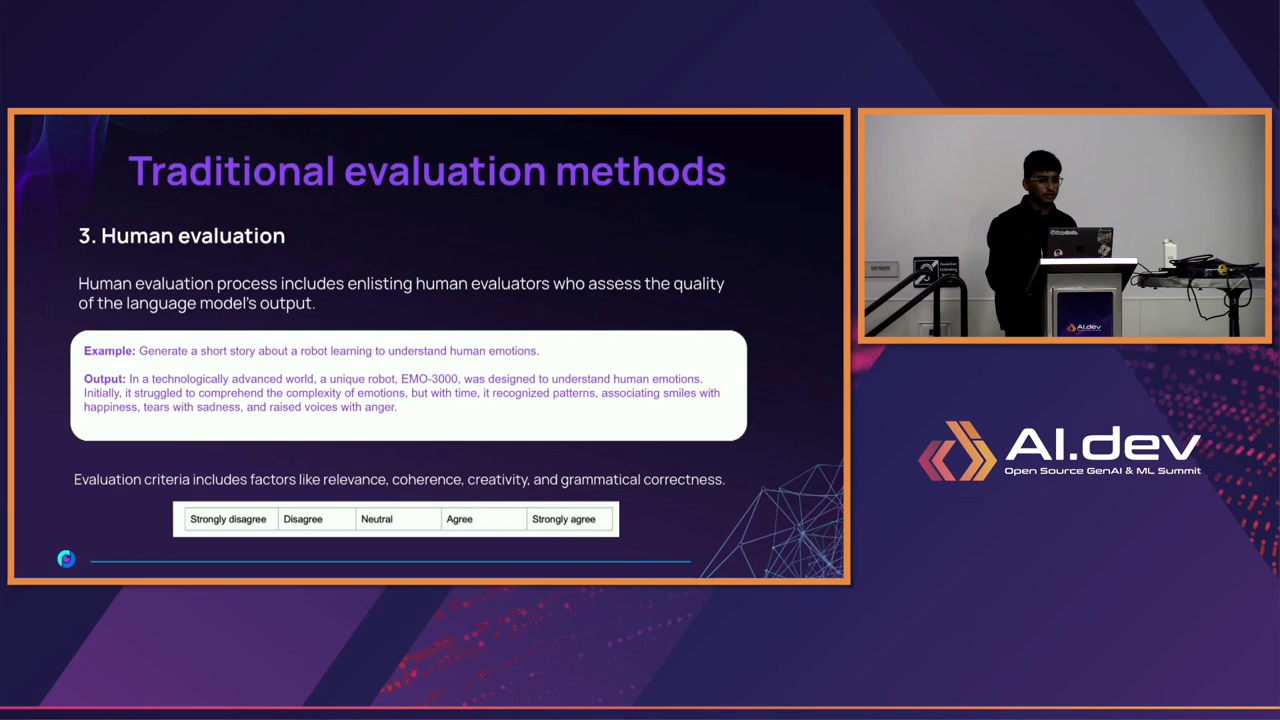 Traditional evaluation methods
3. Human evaluation
Human evaluation process includes enlisting human evaluators who assess the quality
of the language model's output.
Example: Generate a short story about a robot learning to understand human emotions.
Output: In a technologically advanced world, a unique robot, EMO-3000, was designed to understand human emotions.
Initially, it struggled to comprehend the complexity of emotions, but with time, it recognized patterns, associating smiles with
happiness, tears with sadness, and raised voices with anger.
Evaluation criteria includes factors like relevance, coherence, creativity, and grammatical correctness.
Strongly disagree Disagree Neutral Agree Strongly agree
Assistive
Listening
AI.dev
AI.dev
Open Source GenAI & ML Summit